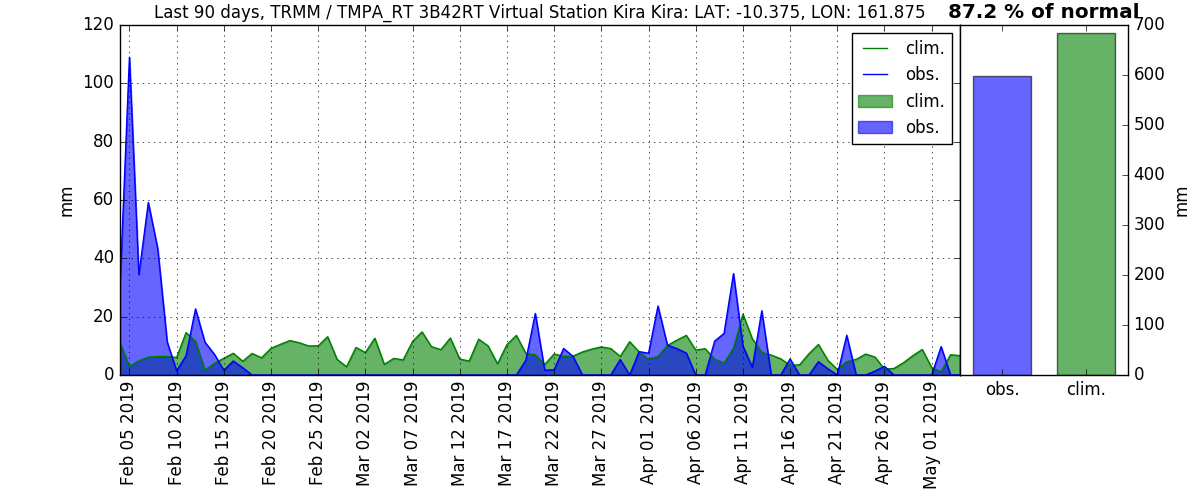 Last 90 days, TRMM / TMPA_RT 3B42RT Virtual Station Kira Kira: LAT: -10.375, LON: 161.875
87.2 % of normal
120
100
80
60
40
20
0
mm
clim.
obs.
clim.
obs.
700
600
500
400
300
200
100
0
mm
Feb 05 2019
Feb 10 2019
Feb 15 2019
Feb 20 2019
Feb 25 2019
Mar 02 2019
Mar 07 2019
Mar 12 2019
Mar 17 2019
Mar 22 2019
Mar 27 2019
Apr 01 2019
Apr 06 2019
Apr 11 2019
Apr 16 2019
Apr 21 2019
Apr 26 2019
May 01 2019
obs.
clim.